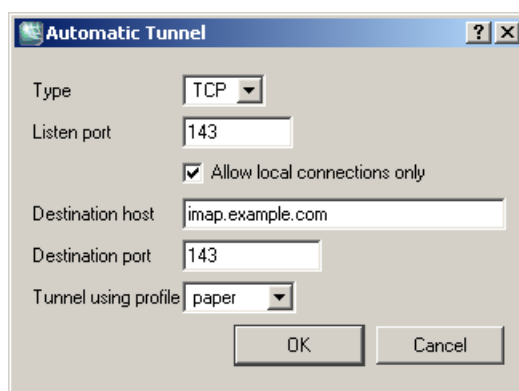 Automatic Tunnel
Type TCP
Listen port 143
Allow local connections only
Destination host imap.example.com
Destination port 143
Tunnel using profile paper
OK Cancel